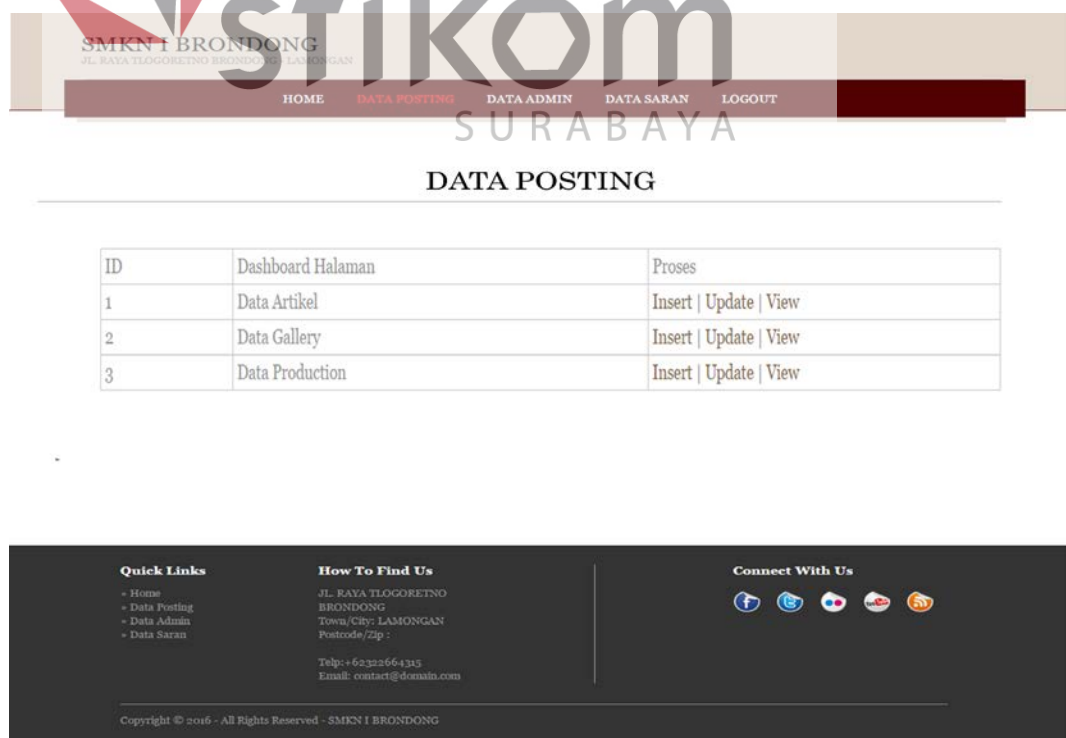 stikom
SURABAYA
SMKN I BRONDONG
JL. RAYA TLOGORETNO BRONDONG - LAMONGAN
HOME DATA POSTING DATA ADMIN DATA SARAN LOGOUT
DATA POSTING
ID Dashboard Halaman Proses
1 Data Artikel Insert | Update | View
2 Data Gallery Insert | Update | View
3 Data Production Insert | Update | View
Quick Links
» Home
» Data Posting
» Data Admin
» Data Saran
How To Find Us
JL. RAYA TLOGORETNO
BRONDONG
Town/City: LAMONGAN
Postcode/Zip :
Telp:+62322664315
Email: contact@domain.com
Connect With Us
Copyright © 2016 - All Rights Reserved - SMKN I BRONDONG